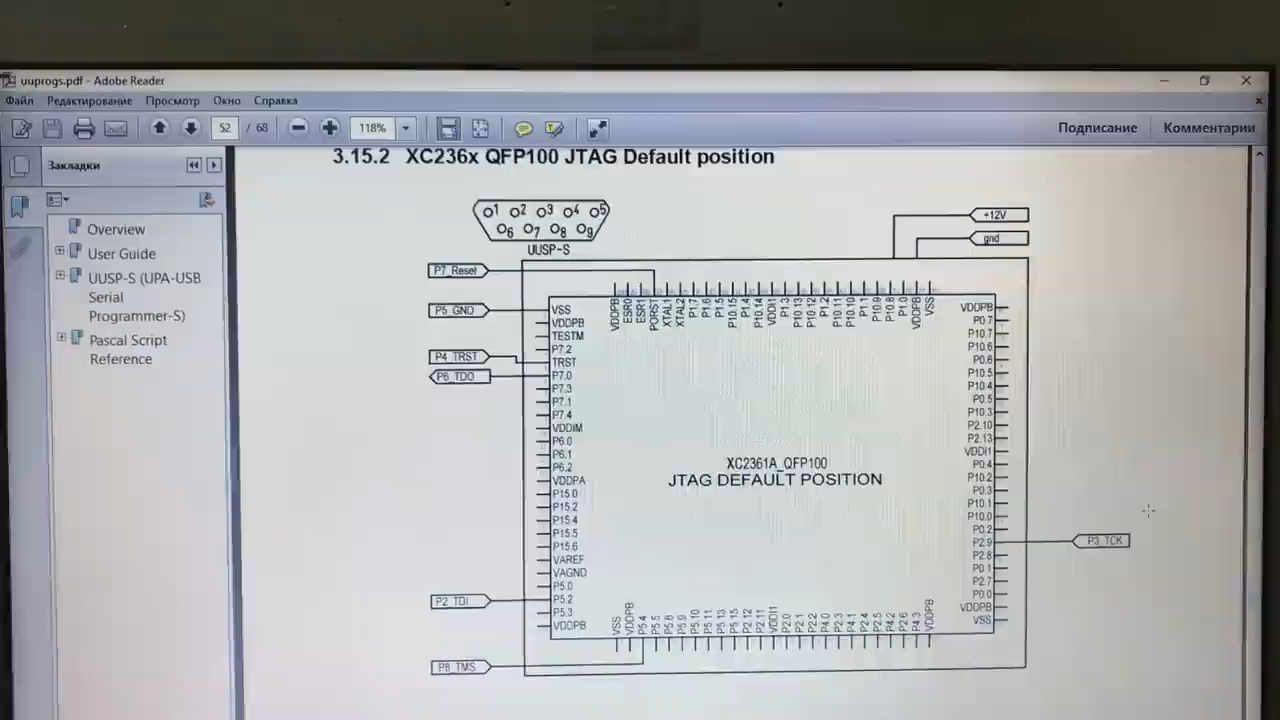 uuprogs.pdf - Adobe Reader
Файл Редактирование Просмотр Окно Справка
52 / 68 118% Подписание Комментарии
Закладки
Overview
User Guide
UUSP-S (UPA-USB
Serial
Programmer-S)
Pascal Script
Reference
3.15.2 XC236x QFP100 JTAG Default position
1 2 3 4 5
6 7 8 9
UUSP-S
+12V
gnd
P7_Reset
P5_GND
P4_TRST
P6_TDO
P2_TDI
P8_TMS
P3_TCK
VDDPB
ESR0
ESR1
PORST
XTAL1
XTAL2
P1.7
P1.6
P1.5
P10.15
P1.4
P10.14
VDDI1
P1.3
P10.13
P10.12
P1.2
P10.11
P10.10
P1.1
P10.9
P10.8
P1.0
VDDPB
VSS
VSS
VDDPB
TESTM
P7.2
TRST
P7.0
P7.3
P7.1
P7.4
VDDIM
P6.0
P6.1
P6.2
VDDPA
P15.0
P15.2
P15.4
P15.5
P15.6
VAREF
VAGND
P5.0
P5.2
P5.3
VDDPB
XC2361A_QFP100
JTAG DEFAULT POSITION
VDDPB
P0.7
P10.7
P10.6
P0.6
P10.5
P10.4
P0.5
P10.3
P2.10
P2.13
VDDI1
P0.4
P10.2
P0.3
P10.1
P10.0
P0.2
P2.9
P2.8
P0.1
P2.7
P0.0
VDDPB
VSS
VSS
VDDPB
P5.4
P5.5
P5.8
P5.9
P5.10
P5.11
P5.13
P5.15
P2.12
P2.11
VDDI1
P2.0
P2.1
P2.2
P4.0
P2.3
P4.1
P2.4
P2.5
P4.2
P2.6
P4.3
VDDPB